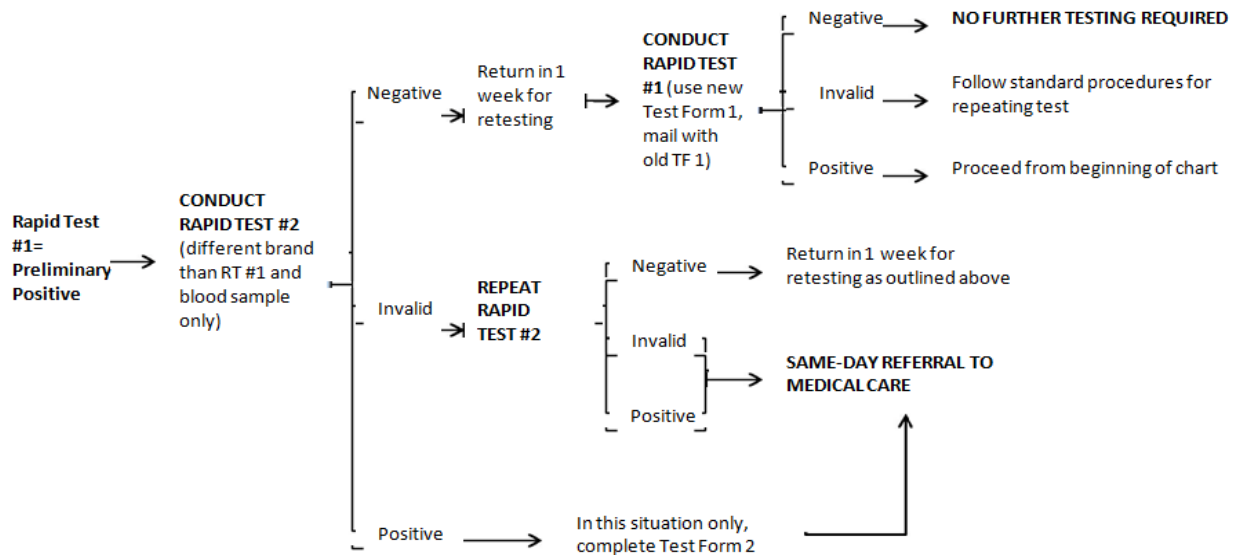 Rapid Test
#1=
Preliminary
Positive
CONDUCT
RAPID TEST #2
(different brand
than RT #1 and
blood sample
only)
Negative
Return in 1
week for
retesting
CONDUCT
RAPID TEST
#1 (use new
Test Form 1,
mail with
old TF 1)
Negative
NO FURTHER TESTING REQUIRED
Invalid
Follow standard procedures for
repeating test
Positive
Proceed from beginning of chart
Invalid
REPEAT
RAPID
TEST #2
Negative
Return in 1 week for
retesting as outlined above
Invalid
Positive
SAME-DAY REFERRAL TO
MEDICAL CARE
Positive
In this situation only,
complete Test Form 2